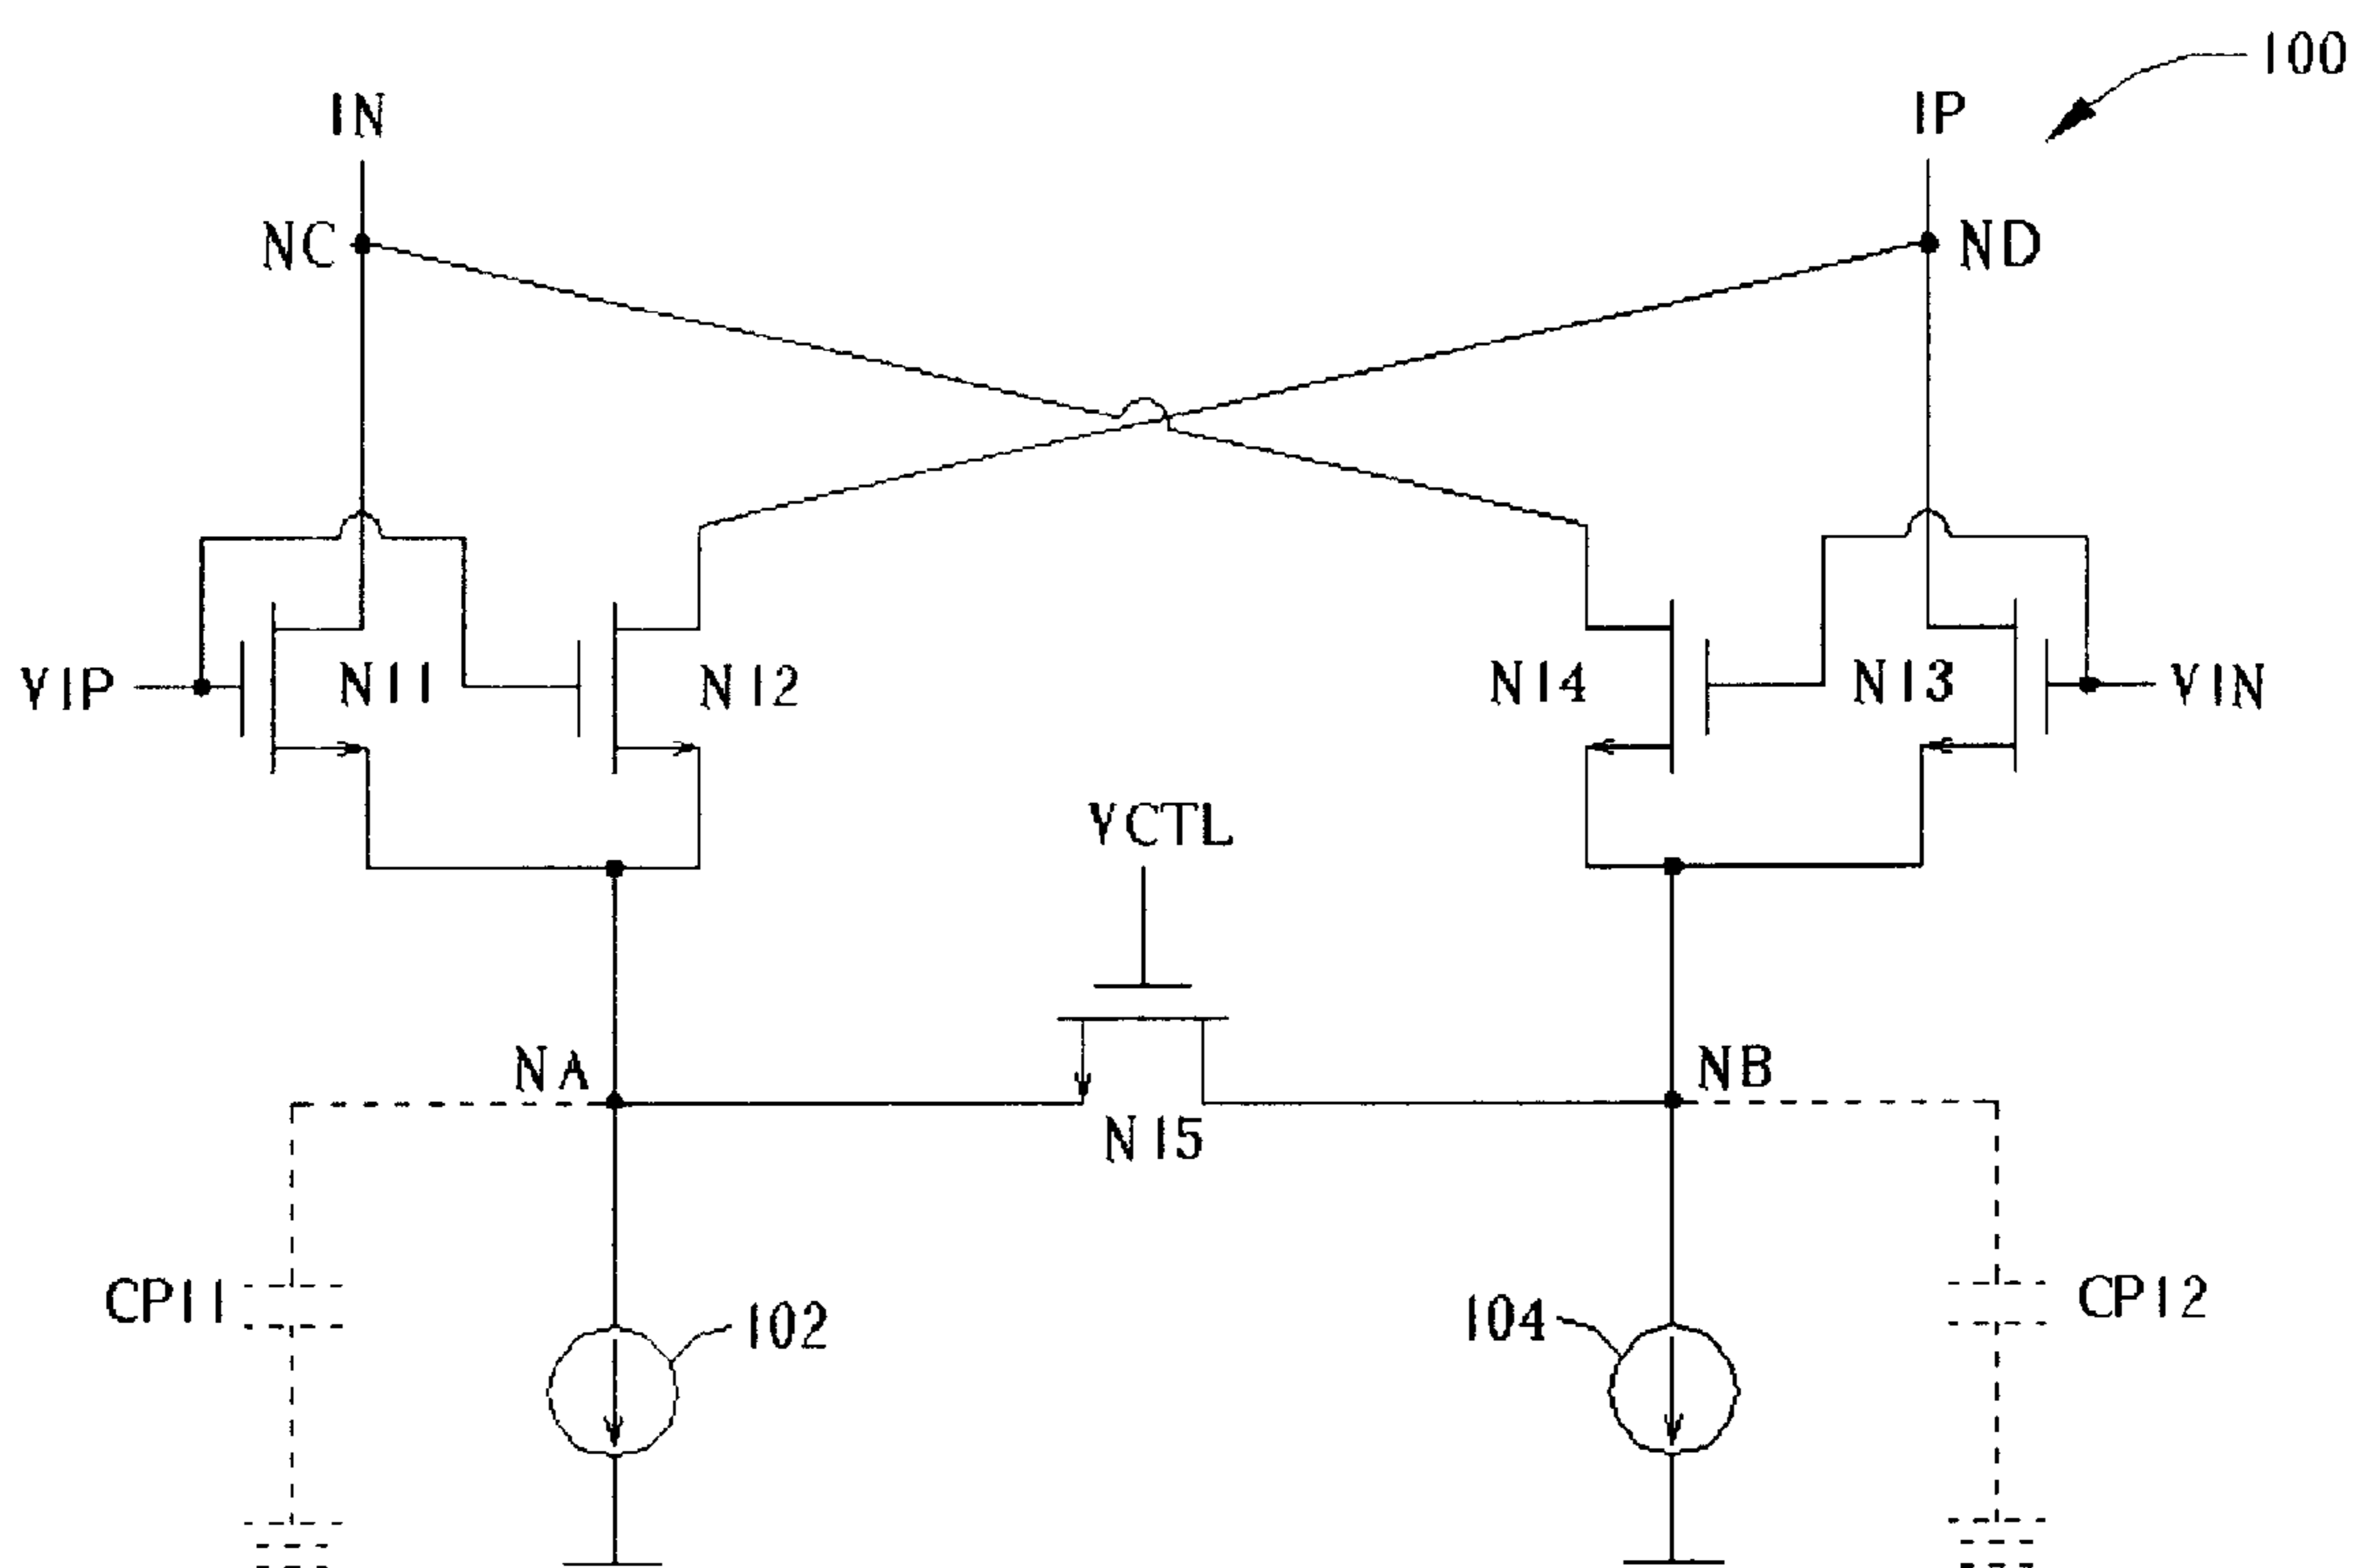 100
IN
IP
NC
ND
VIP
N11
N12
N14
N13
VIN
VCTL
NA
NB
N15
CP11
102
104
CP12